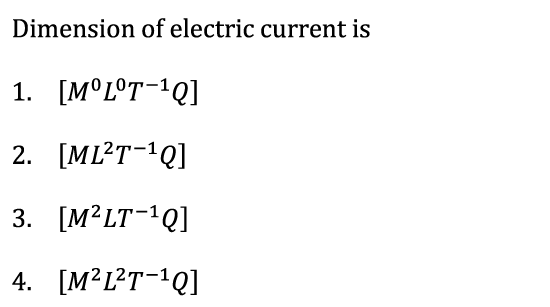 Dimension of electric current is
1. [M⁰L⁰T⁻¹Q]
2. [ML²T⁻¹Q]
3. [M²LT⁻¹Q]
4. [M²L²T⁻¹Q]